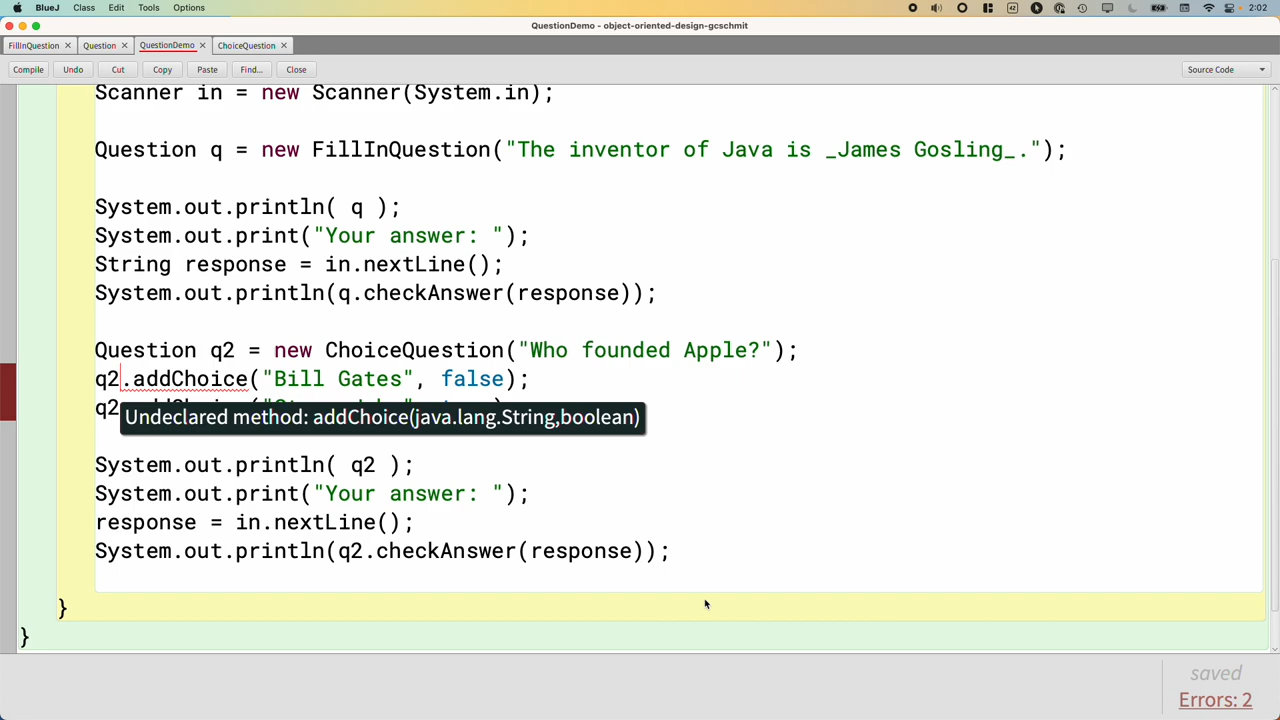 BlueJ Class Edit Tools Options 42 2:02
QuestionDemo - object-oriented-design-gcschmit
FillInQuestion Question QuestionDemo ChoiceQuestion
Compile Undo Cut Copy Paste Find... Close Source Code
Scanner in = new Scanner(System.in);
Question q = new FillInQuestion("The inventor of Java is _James Gosling_.");
System.out.println( q );
System.out.print("Your answer: ");
String response = in.nextLine();
System.out.println(q.checkAnswer(response));
Question q2 = new ChoiceQuestion("Who founded Apple?");
q2.addChoice("Bill Gates", false);
q2
Undeclared method: addChoice(java.lang.String,boolean)
System.out.println( q2 );
System.out.print("Your answer: ");
response = in.nextLine();
System.out.println(q2.checkAnswer(response));
}
}
saved
Errors: 2